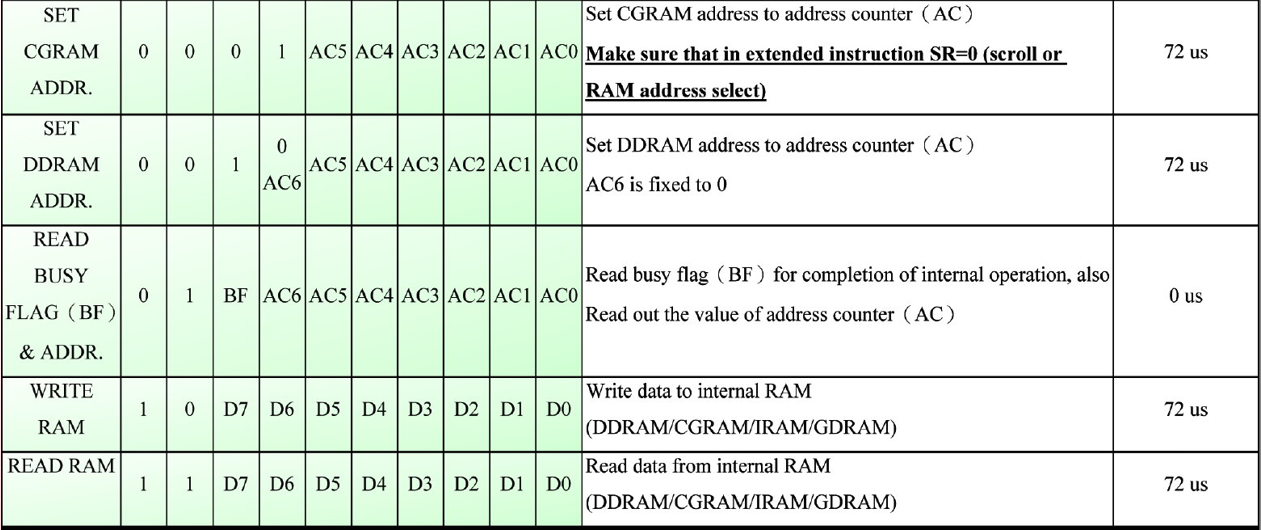 SET
CGRAM
ADDR.
0 0 0 1 AC5 AC4 AC3 AC2 AC1 AC0
Set CGRAM address to address counter（AC）
Make sure that in extended instruction SR=0 (scroll or
RAM address select)
72 us
SET
DDRAM
ADDR.
0 0 1 0 AC5 AC4 AC3 AC2 AC1 AC0
AC6
Set DDRAM address to address counter（AC）
AC6 is fixed to 0
72 us
READ
BUSY
FLAG（BF）
& ADDR.
0 1 BF AC6 AC5 AC4 AC3 AC2 AC1 AC0
Read busy flag（BF）for completion of internal operation, also
Read out the value of address counter（AC）
0 us
WRITE
RAM
1 0 D7 D6 D5 D4 D3 D2 D1 D0
Write data to internal RAM
(DDRAM/CGRAM/IRAM/GDRAM)
72 us
READ RAM
1 1 D7 D6 D5 D4 D3 D2 D1 D0
Read data from internal RAM
(DDRAM/CGRAM/IRAM/GDRAM)
72 us